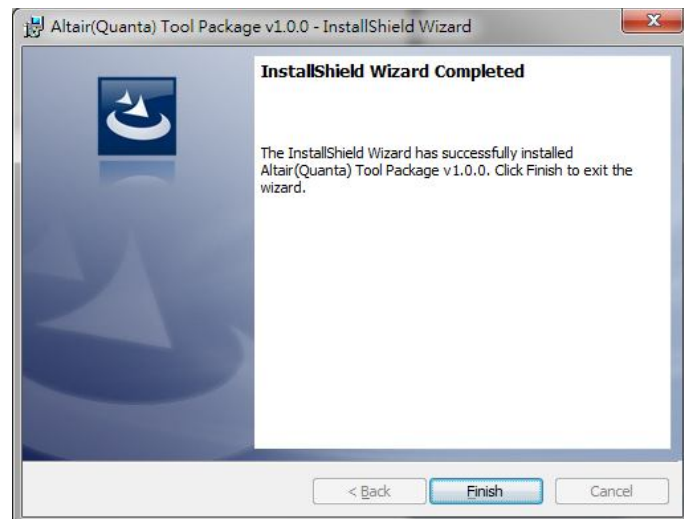 Altair(Quanta) Tool Package v1.0.0 - InstallShield Wizard
InstallShield Wizard Completed
The InstallShield Wizard has successfully installed
Altair(Quanta) Tool Package v1.0.0. Click Finish to exit the
wizard.
< Back
Finish
Cancel